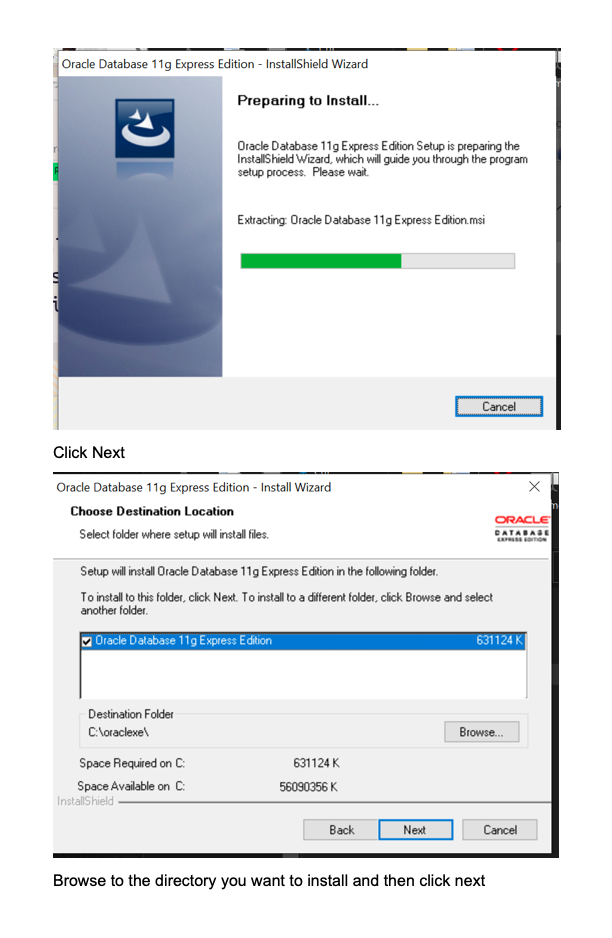 Oracle Database 11g Express Edition - InstallShield Wizard
Preparing to Install...
Oracle Database 11g Express Edition Setup is preparing the
InstallShield Wizard, which will guide you through the program
setup process. Please wait.
Extracting: Oracle Database 11g Express Edition.msi
Cancel
Click Next
Oracle Database 11g Express Edition - Install Wizard
Choose Destination Location
Select folder where setup will install files.
ORACLE
DATABASE
EXPRESS EDITION
Setup will install Oracle Database 11g Express Edition in the following folder.
To install to this folder, click Next. To install to a different folder, click Browse and select
another folder.
Oracle Database 11g Express Edition 631124 K
Destination Folder
C:\oraclexe\
Browse...
Space Required on C: 631124 K
Space Available on C: 56090356 K
InstallShield
Back Next Cancel
Browse to the directory you want to install and then click next